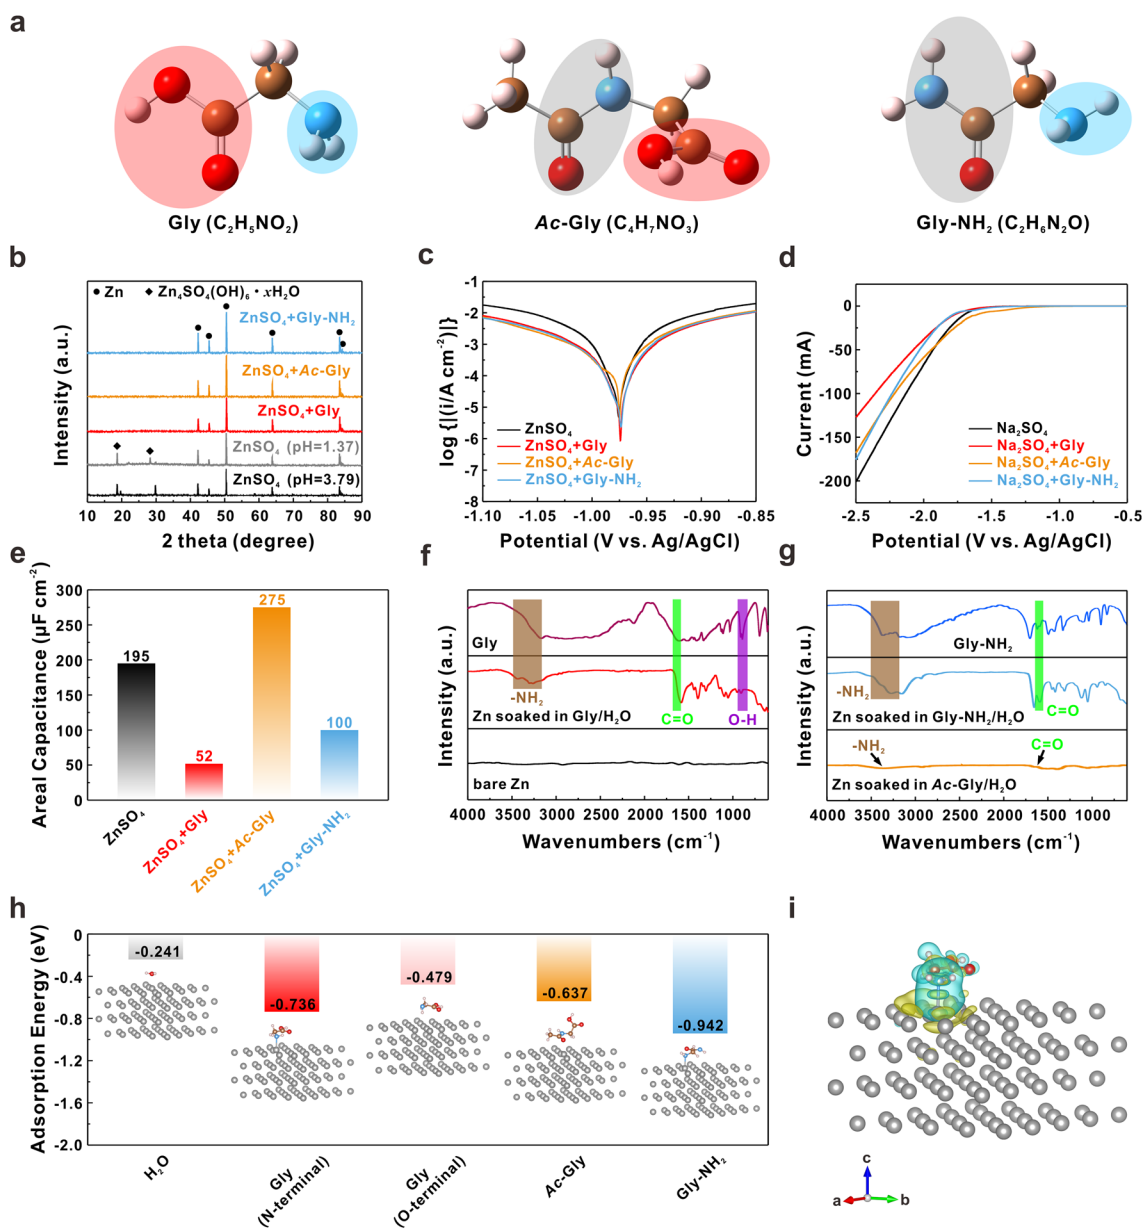 a
Gly (C₂H₅NO₂)
Ac-Gly (C₄H₇NO₃)
Gly-NH₂ (C₂H₆N₂O)
b
● Zn ◆ Zn₄SO₄(OH)₆ · xH₂O
ZnSO₄+Gly-NH₂
ZnSO₄+Ac-Gly
ZnSO₄+Gly
ZnSO₄ (pH=1.37)
ZnSO₄ (pH=3.79)
Intensity (a.u.)
10 20 30 40 50 60 70 80 90
2 theta (degree)
c
log {|(i/A cm⁻²)|}
-1
-2
-3
-4
-5
-6
-7
-8
ZnSO₄
ZnSO₄+Gly
ZnSO₄+Ac-Gly
ZnSO₄+Gly-NH₂
-1.10 -1.05 -1.00 -0.95 -0.90 -0.85
Potential (V vs. Ag/AgCl)
d
Current (mA)
0
-50
-100
-150
-200
Na₂SO₄
Na₂SO₄+Gly
Na₂SO₄+Ac-Gly
Na₂SO₄+Gly-NH₂
-2.5 -2.0 -1.5 -1.0 -0.5
Potential (V vs. Ag/AgCl)
e
Areal Capacitance (µF cm⁻²)
300
250
200
150
100
50
0
195
52
275
100
ZnSO₄
ZnSO₄+Gly
ZnSO₄+Ac-Gly
ZnSO₄+Gly-NH₂
f
Intensity (a.u.)
Gly
-NH₂
C=O
O-H
Zn soaked in Gly/H₂O
bare Zn
4000 3500 3000 2500 2000 1500 1000
Wavenumbers (cm⁻¹)
g
Intensity (a.u.)
Gly-NH₂
-NH₂
C=O
Zn soaked in Gly-NH₂/H₂O
-NH₂
C=O
Zn soaked in Ac-Gly/H₂O
4000 3500 3000 2500 2000 1500 1000
Wavenumbers (cm⁻¹)
h
Adsorption Energy (eV)
0
-0.4
-0.8
-1.2
-1.6
-2.0
-0.241
-0.736
-0.479
-0.637
-0.942
H₂O
Gly
(N-terminal)
Gly
(O-terminal)
Ac-Gly
Gly-NH₂
i
c
a
b